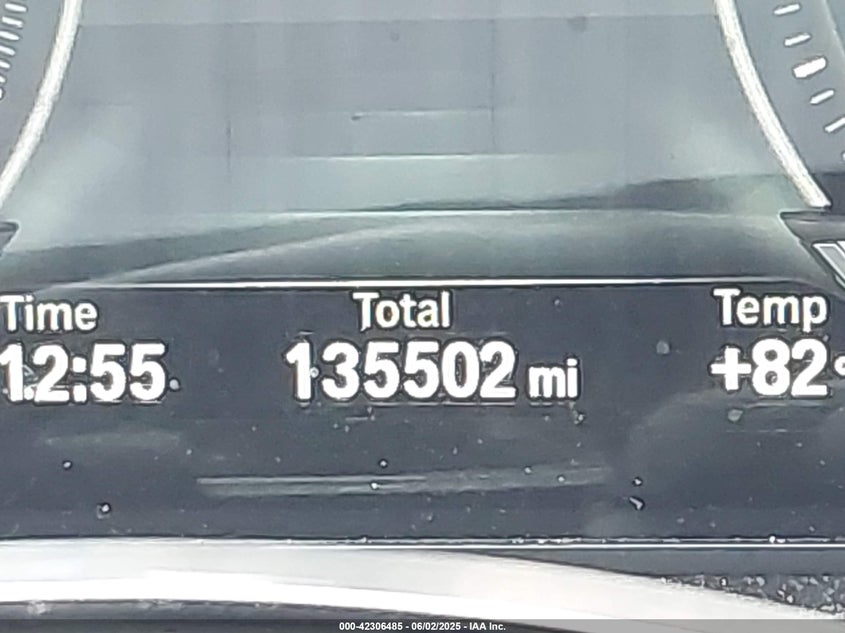 Time Total Temp
12:55 135502 mi +82°
000-42306485 - 06/02/2025 - IAA Inc.